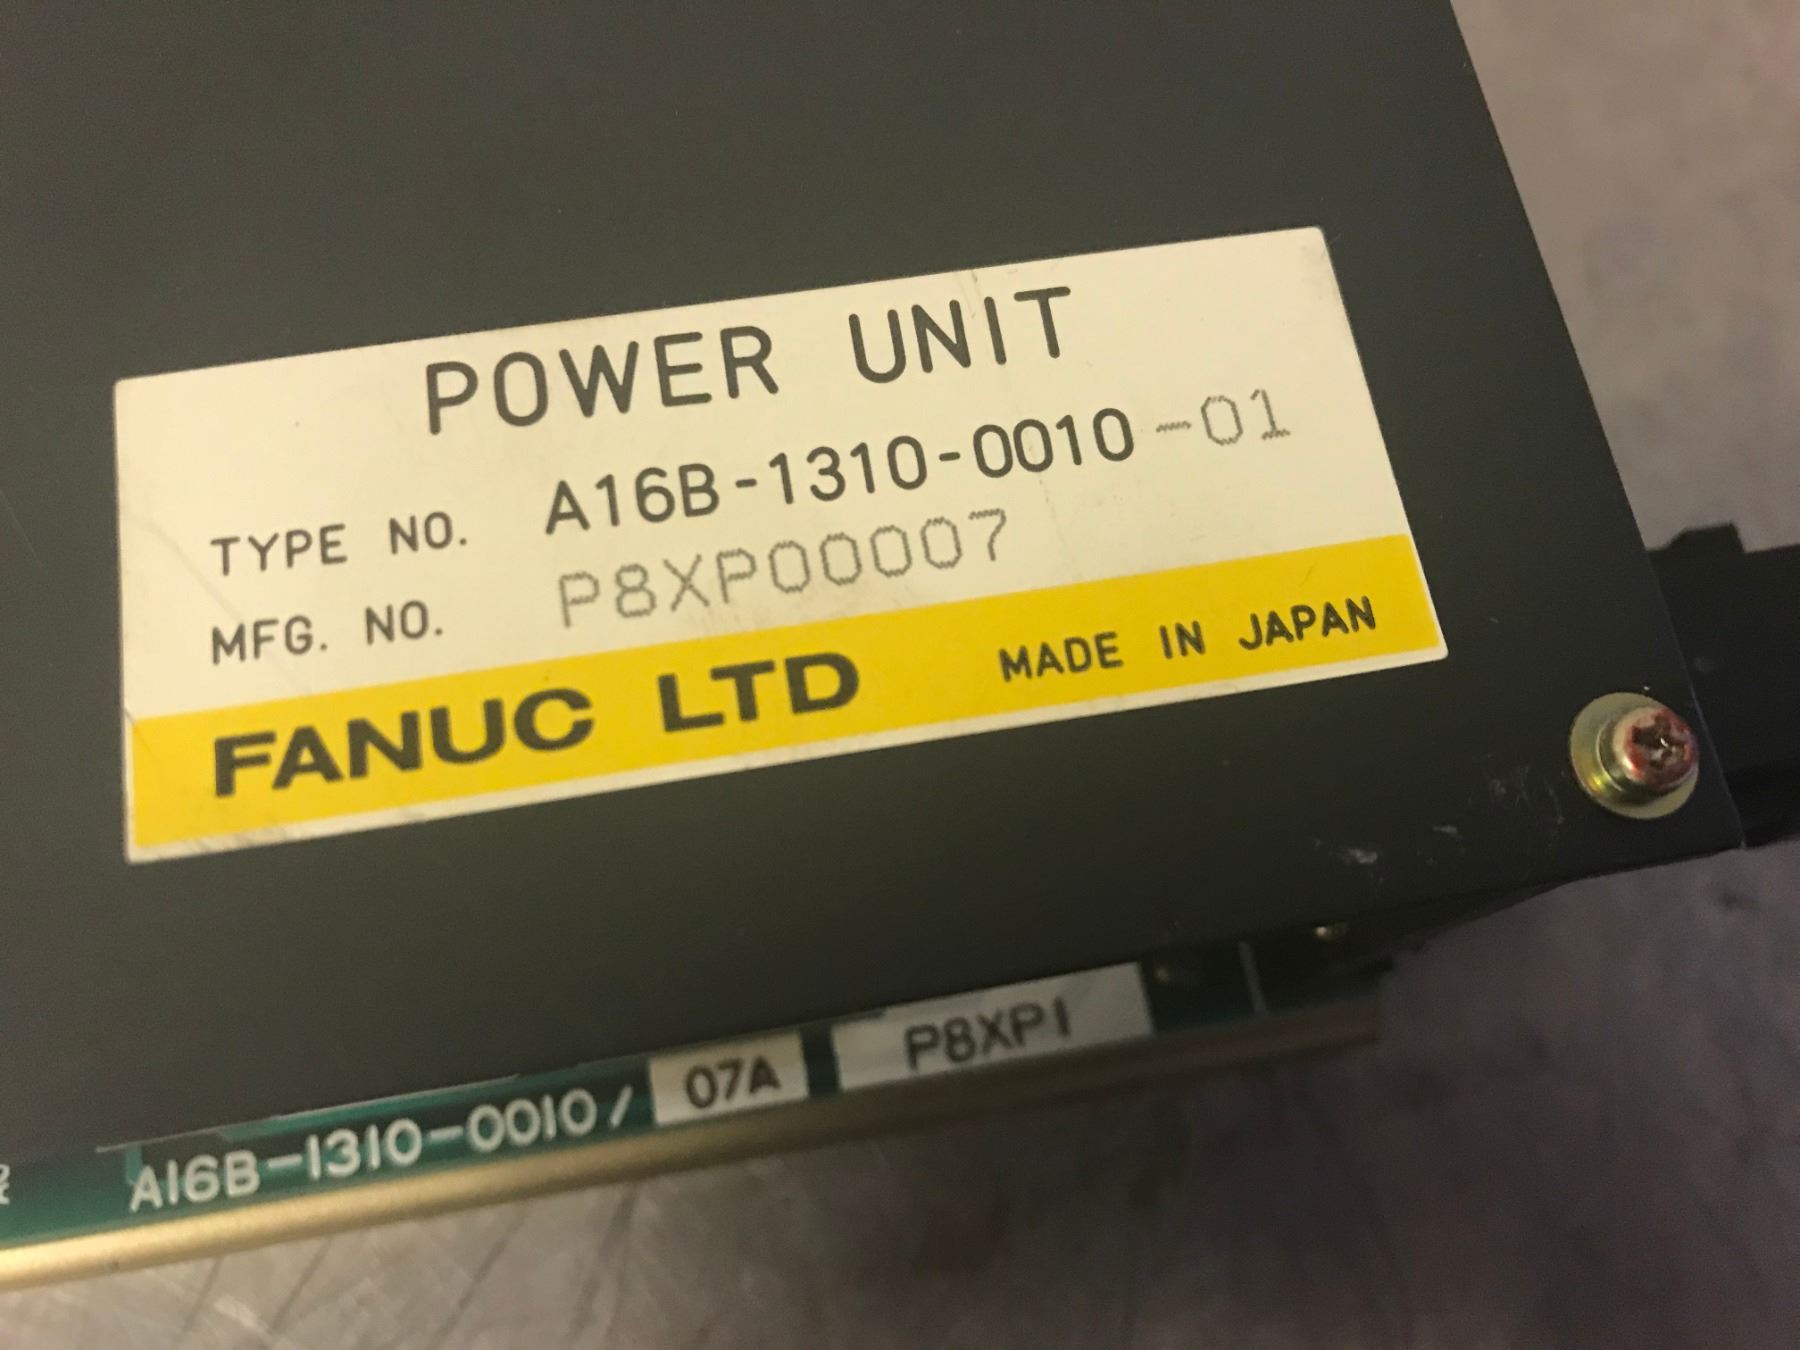 POWER UNIT
TYPE NO. A16B-1310-0010-01
MFG. NO. P8XP00007
FANUC LTD MADE IN JAPAN
A16B-1310-0010/ 07A P8XP1